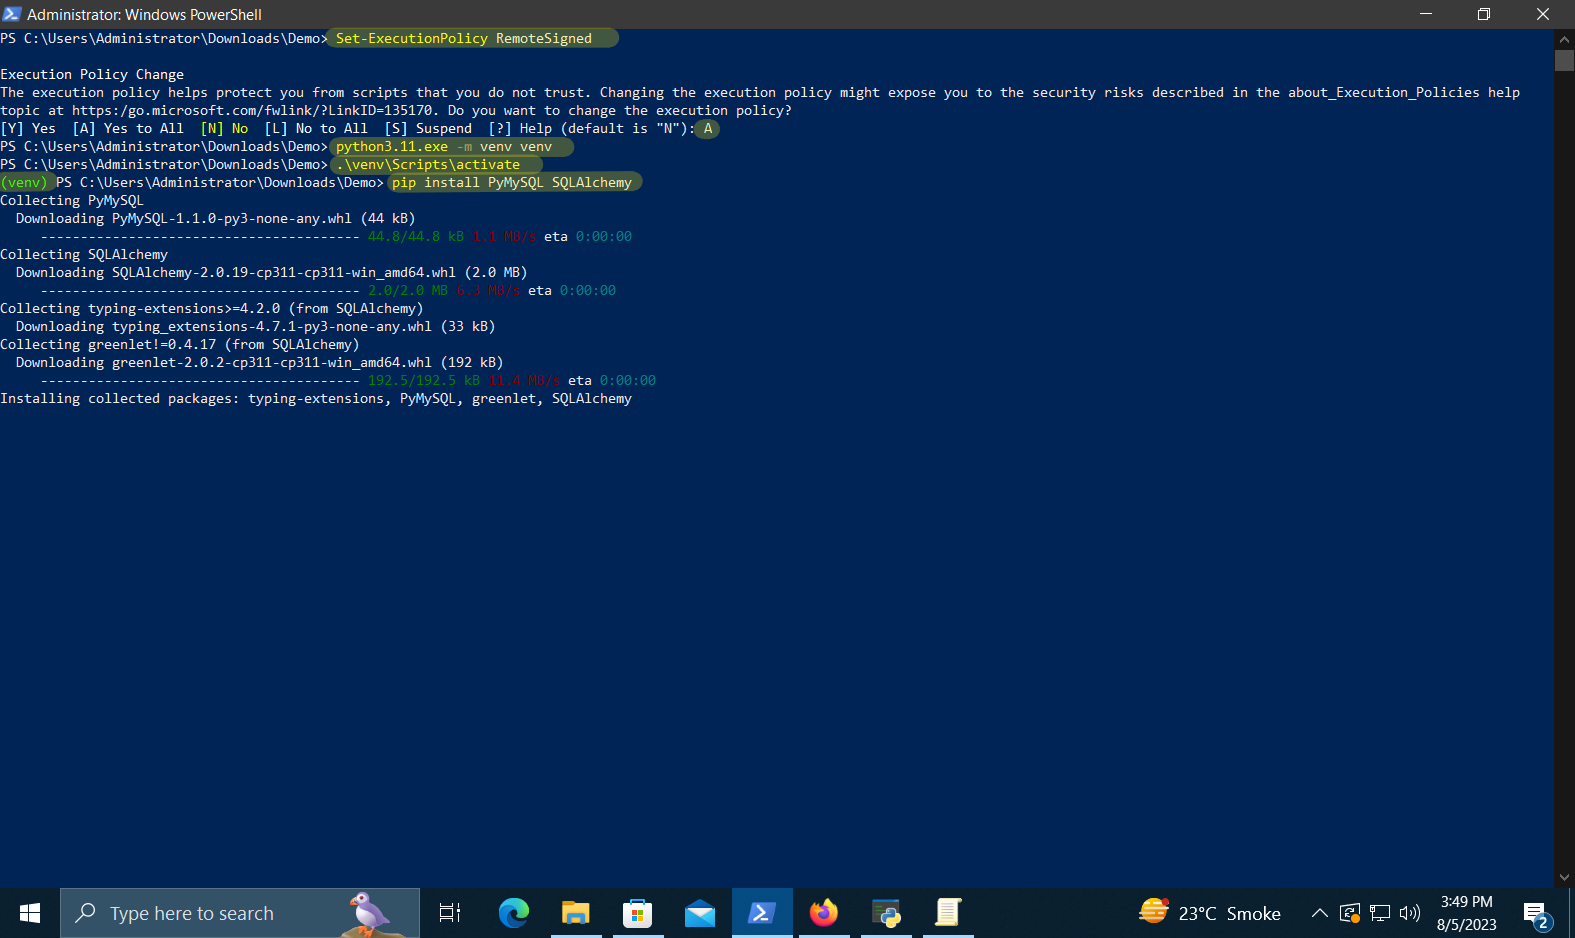 Administrator: Windows PowerShell
PS C:\Users\Administrator\Downloads\Demo> Set-ExecutionPolicy RemoteSigned
Execution Policy Change
The execution policy helps protect you from scripts that you do not trust. Changing the execution policy might expose you to the security risks described in the about_Execution_Policies help
topic at https:/go.microsoft.com/fwlink/?LinkID=135170. Do you want to change the execution policy?
[Y] Yes  [A] Yes to All  [N] No  [L] No to All  [S] Suspend  [?] Help (default is "N"): A
PS C:\Users\Administrator\Downloads\Demo> python3.11.exe -m venv venv
PS C:\Users\Administrator\Downloads\Demo> .\venv\Scripts\activate
(venv) PS C:\Users\Administrator\Downloads\Demo> pip install PyMySQL SQLAlchemy
Collecting PyMySQL
  Downloading PyMySQL-1.1.0-py3-none-any.whl (44 kB)
     ---------------------------------------- 44.8/44.8 kB 1.1 MB/s eta 0:00:00
Collecting SQLAlchemy
  Downloading SQLAlchemy-2.0.19-cp311-cp311-win_amd64.whl (2.0 MB)
     ---------------------------------------- 2.0/2.0 MB 6.3 MB/s eta 0:00:00
Collecting typing-extensions>=4.2.0 (from SQLAlchemy)
  Downloading typing_extensions-4.7.1-py3-none-any.whl (33 kB)
Collecting greenlet!=0.4.17 (from SQLAlchemy)
  Downloading greenlet-2.0.2-cp311-cp311-win_amd64.whl (192 kB)
     ---------------------------------------- 192.5/192.5 kB 11.4 MB/s eta 0:00:00
Installing collected packages: typing-extensions, PyMySQL, greenlet, SQLAlchemy
Type here to search
23°C Smoke
3:49 PM
8/5/2023
2